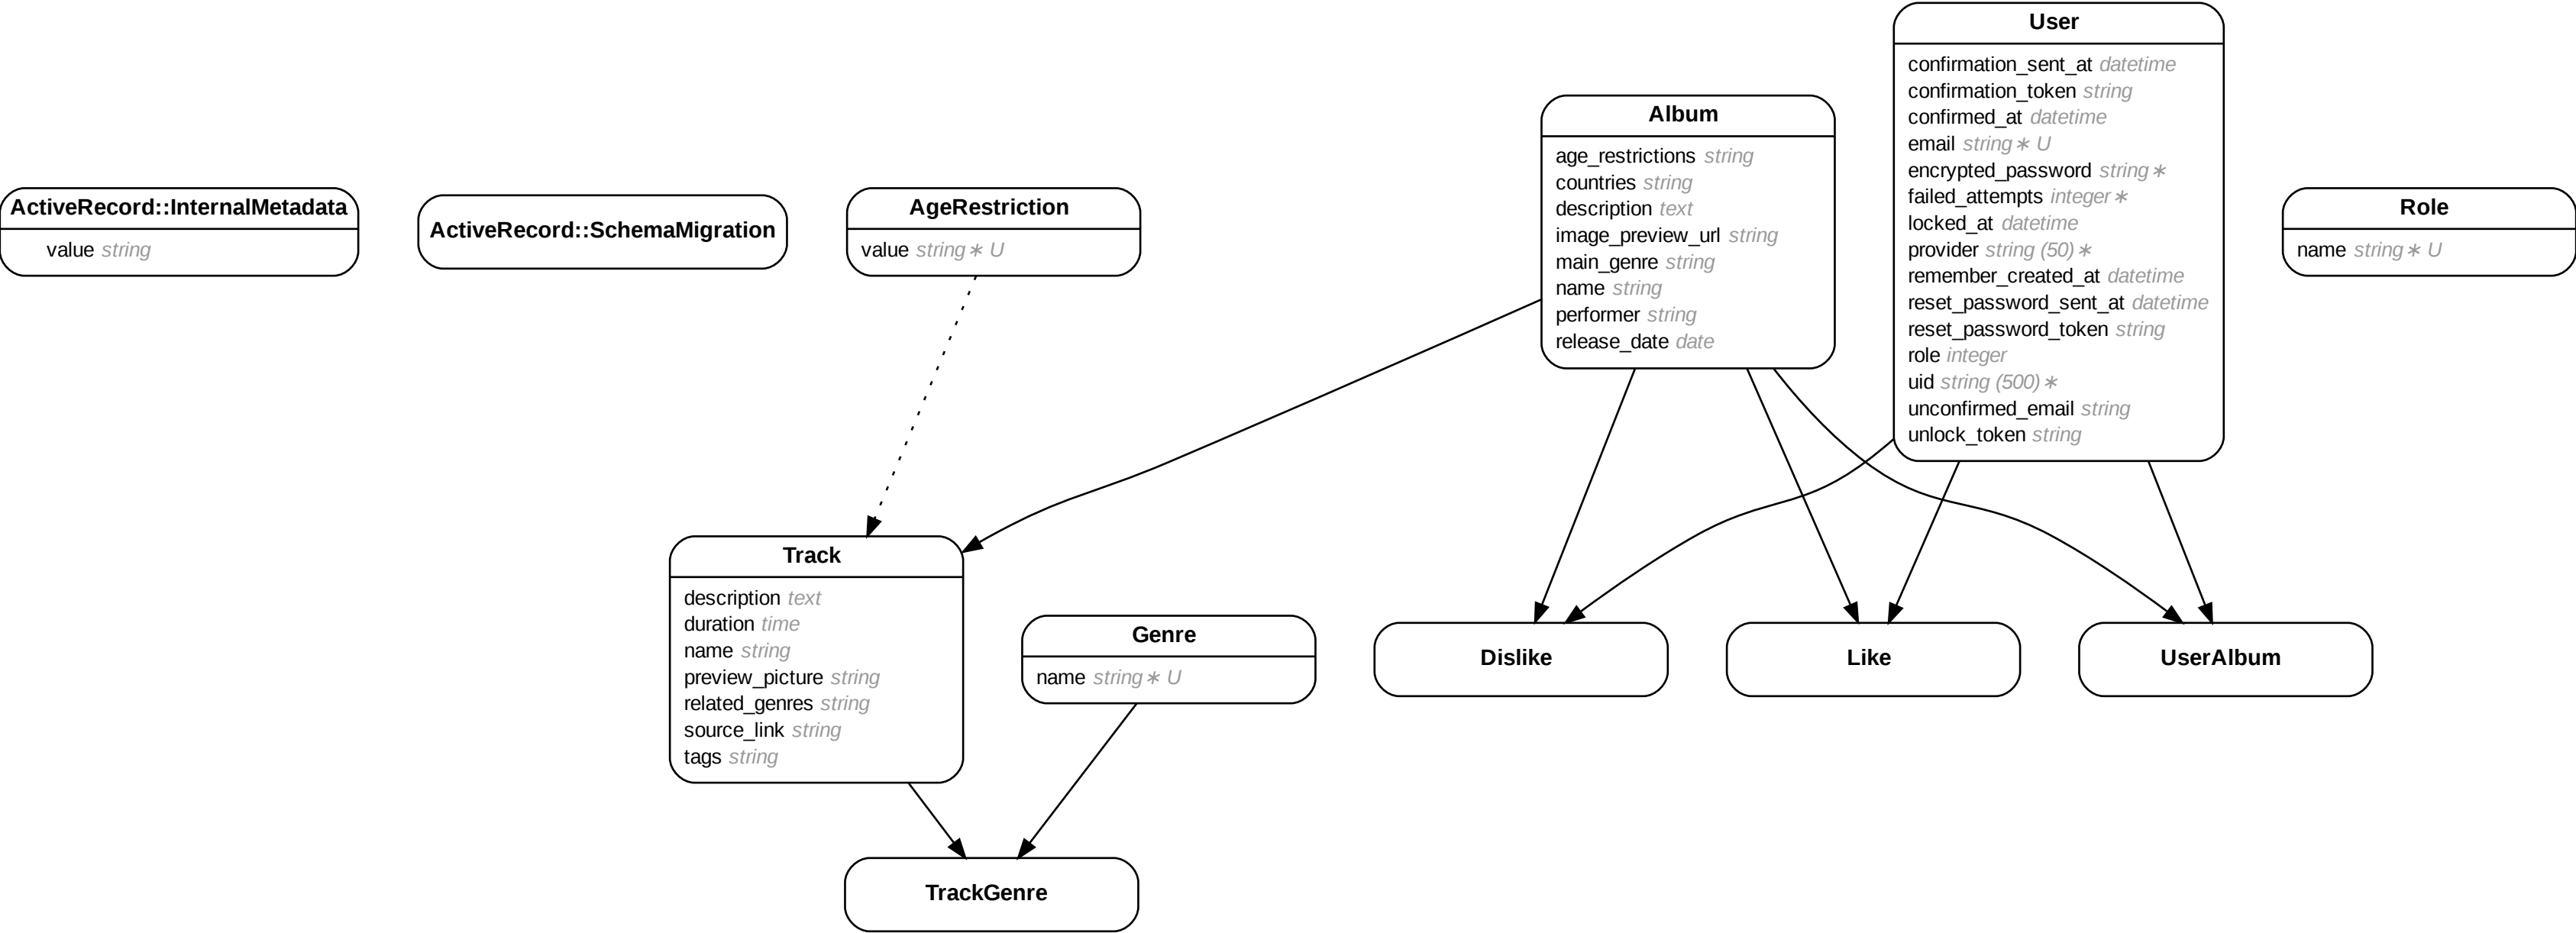 ActiveRecord::InternalMetadata
value string
ActiveRecord::SchemaMigration
AgeRestriction
value string∗ U
Album
age_restrictions string
countries string
description text
image_preview_url string
main_genre string
name string
performer string
release_date date
User
confirmation_sent_at datetime
confirmation_token string
confirmed_at datetime
email string∗ U
encrypted_password string∗
failed_attempts integer∗
locked_at datetime
provider string (50)∗
remember_created_at datetime
reset_password_sent_at datetime
reset_password_token string
role integer
uid string (500)∗
unconfirmed_email string
unlock_token string
Role
name string∗ U
Track
description text
duration time
name string
preview_picture string
related_genres string
source_link string
tags string
Genre
name string∗ U
Dislike
Like
UserAlbum
TrackGenre